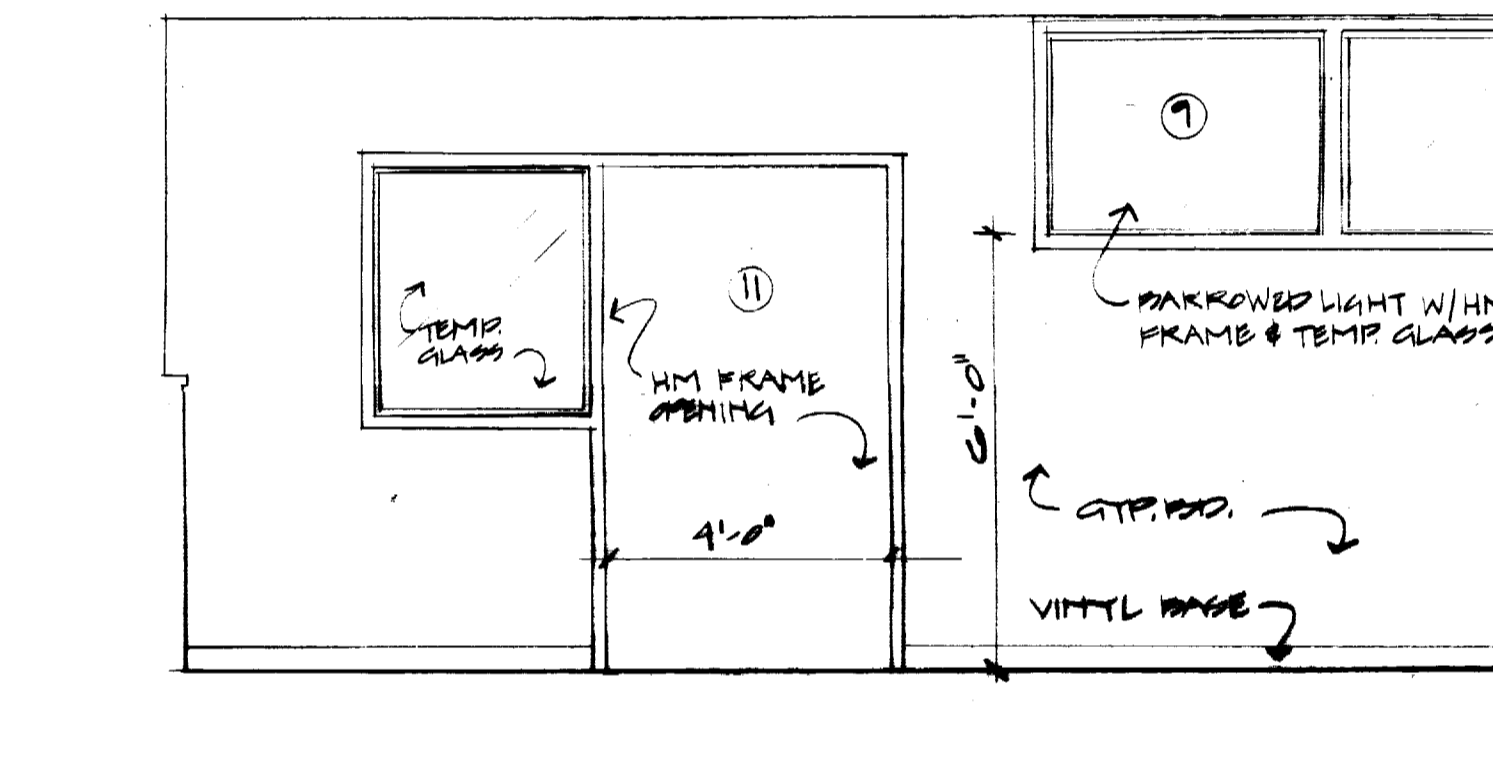 9
11
TEMP.
GLASS
HM FRAME
OPENING
4'-0"
6'-0"
BARROWED LIGHT W/HM
FRAME & TEMP. GLASS
GYP. BD.
VINYL BASE